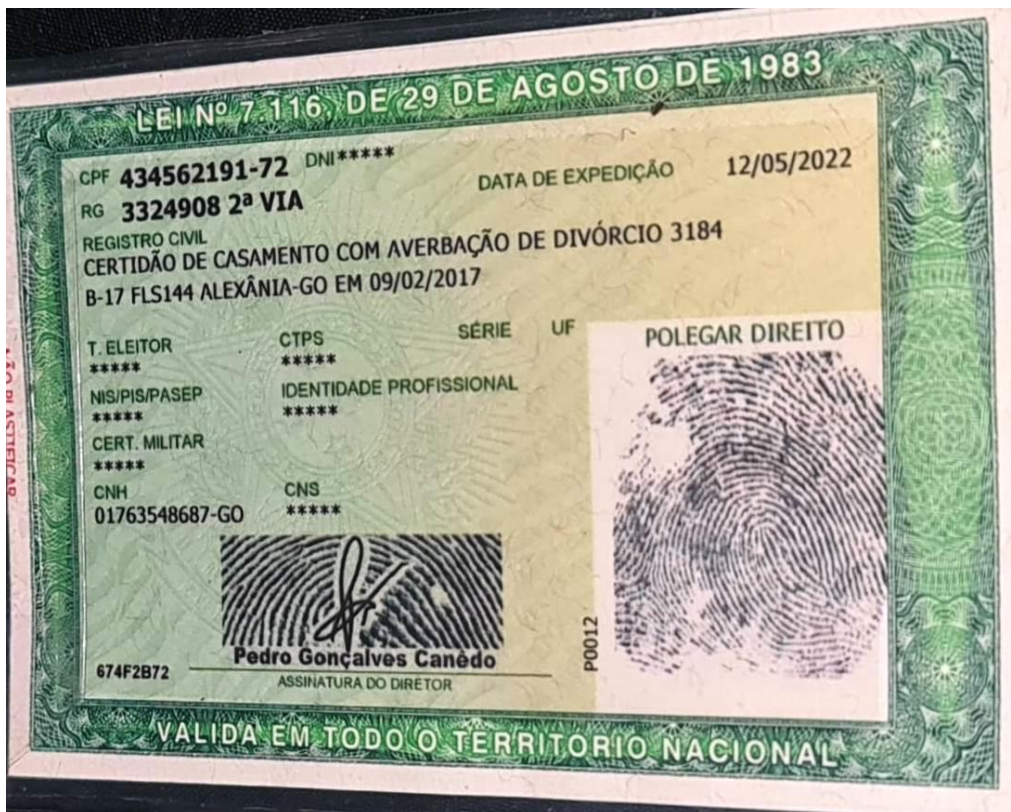 LEI Nº 7.116, DE 29 DE AGOSTO DE 1983
CPF 434562191-72 DNI*****
DATA DE EXPEDIÇÃO 12/05/2022
RG 3324908 2ª VIA
REGISTRO CIVIL
CERTIDÃO DE CASAMENTO COM AVERBAÇÃO DE DIVÓRCIO 3184
B-17 FLS144 ALEXÂNIA-GO EM 09/02/2017
T. ELEITOR CTPS SÉRIE UF
***** *****
NIS/PIS/PASEP IDENTIDADE PROFISSIONAL
***** *****
CERT. MILITAR
*****
CNH CNS
01763548687-GO *****
POLEGAR DIREITO
P0012
Pedro Gonçalves Canêdo
674F2B72
ASSINATURA DO DIRETOR
VÁLIDA EM TODO O TERRITÓRIO NACIONAL